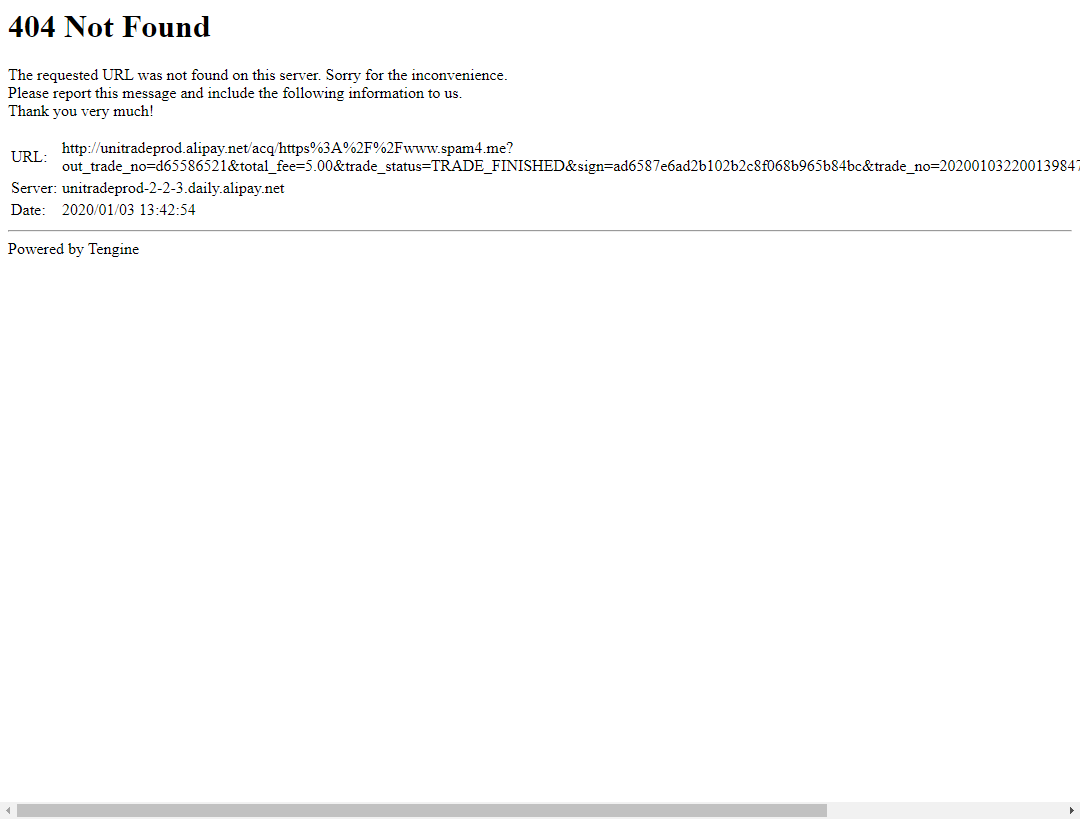 404 Not Found
The requested URL was not found on this server. Sorry for the inconvenience.
Please report this message and include the following information to us.
Thank you very much!
URL: http://unitradeprod.alipay.net/acq/https%3A%2F%2Fwww.spam4.me?
out_trade_no=d65586521&total_fee=5.00&trade_status=TRADE_FINISHED&sign=ad6587e6ad2b102b2c8f068b965b84bc&trade_no=20200103220013984​7
Server: unitradeprod-2-2-3.daily.alipay.net
Date: 2020/01/03 13:42:54
Powered by Tengine